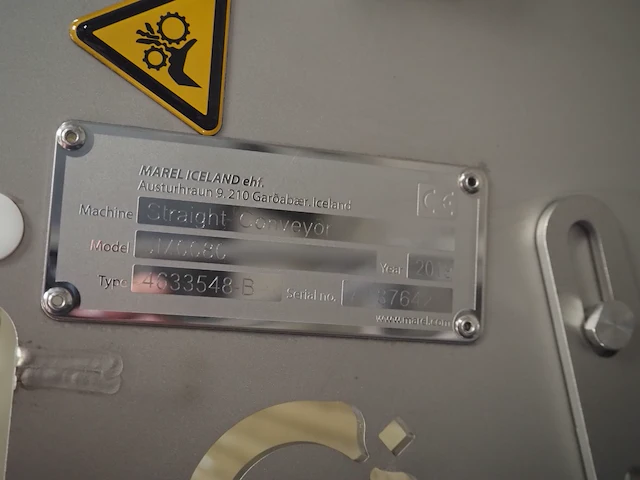 MAREL ICELAND ehf.
Austurhraun 9. 210 Garðabær. Iceland
CE
Machine Straight Conveyor
Model
Year
Type 4633548-B Serial no.
www.marel.com